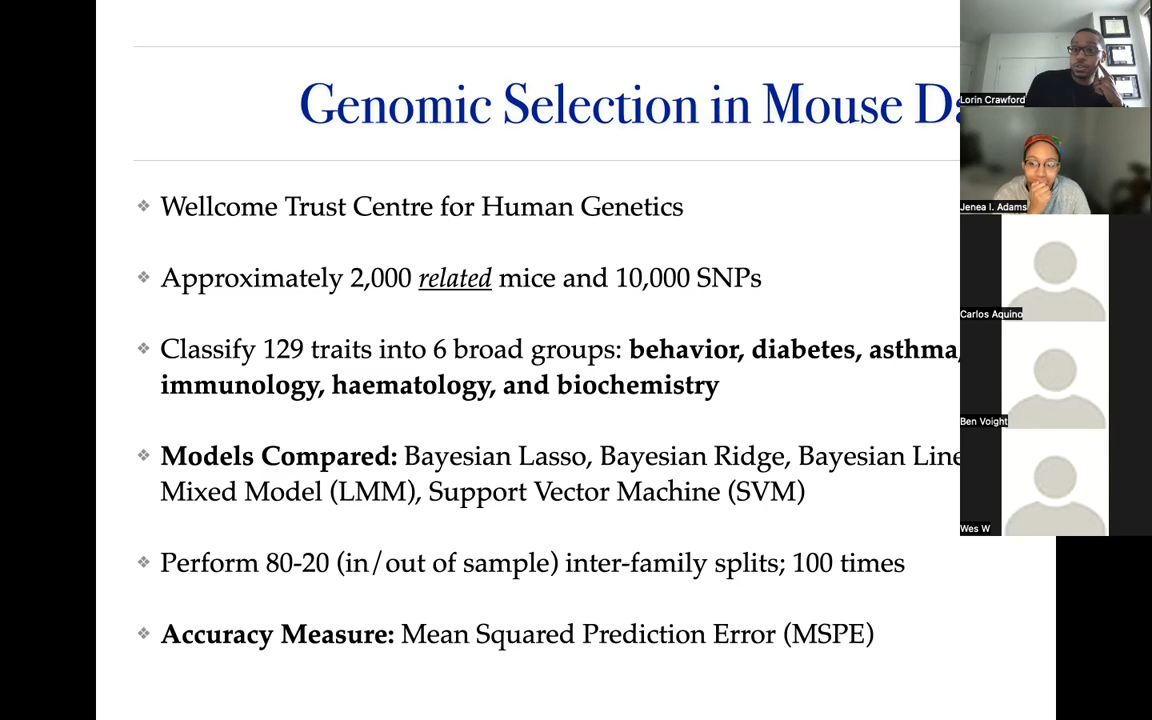 Genomic Selection in Mouse
Wellcome Trust Centre for Human Genetics
Approximately 2,000 related mice and 10,000 SNPs
Classify 129 traits into 6 broad groups: behavior, diabetes, asthma,
immunology, haematology, and biochemistry
Models Compared: Bayesian Lasso, Bayesian Ridge, Bayesian
Mixed Model (LMM), Support Vector Machine (SVM)
Perform 80-20 (in/out of sample) inter-family splits; 100 times
Accuracy Measure: Mean Squared Prediction Error (MSPE)
Lorin Crawford
Jenea I. Adams
Carlos Aquino
Ben Voight
Wes W